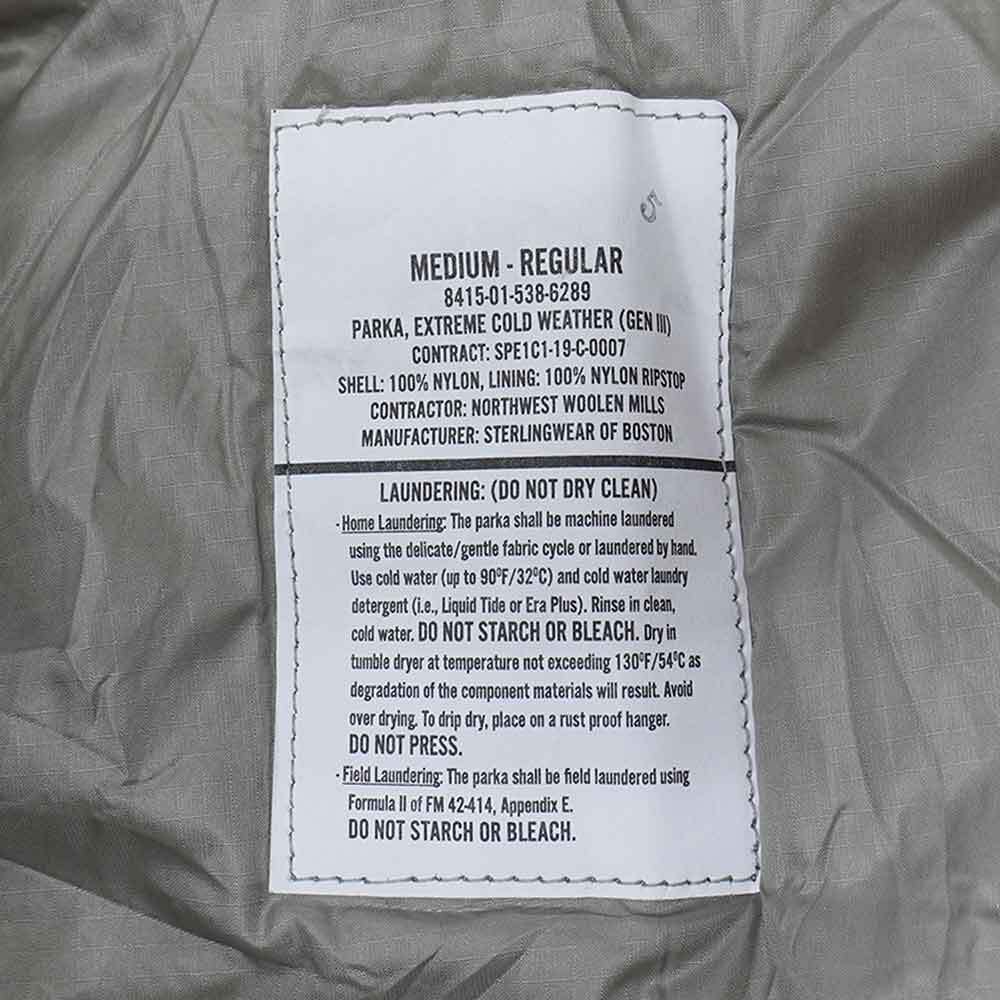 5
MEDIUM - REGULAR
8415-01-538-6289
PARKA, EXTREME COLD WEATHER (GEN III)
CONTRACT: SPE1C1-19-C-0007
SHELL: 100% NYLON, LINING: 100% NYLON RIPSTOP
CONTRACTOR: NORTHWEST WOOLEN MILLS
MANUFACTURER: STERLINGWEAR OF BOSTON
LAUNDERING: (DO NOT DRY CLEAN)
- Home Laundering: The parka shall be machine laundered
using the delicate/gentle fabric cycle or laundered by hand.
Use cold water (up to 90ºF/32ºC) and cold water laundry
detergent (i.e., Liquid Tide or Era Plus). Rinse in clean,
cold water. DO NOT STARCH OR BLEACH. Dry in
tumble dryer at temperature not exceeding 130ºF/54ºC as
degradation of the component materials will result. Avoid
over drying. To drip dry, place on a rust proof hanger.
DO NOT PRESS.
- Field Laundering: The parka shall be field laundered using
Formula II of FM 42-414, Appendix E.
DO NOT STARCH OR BLEACH.